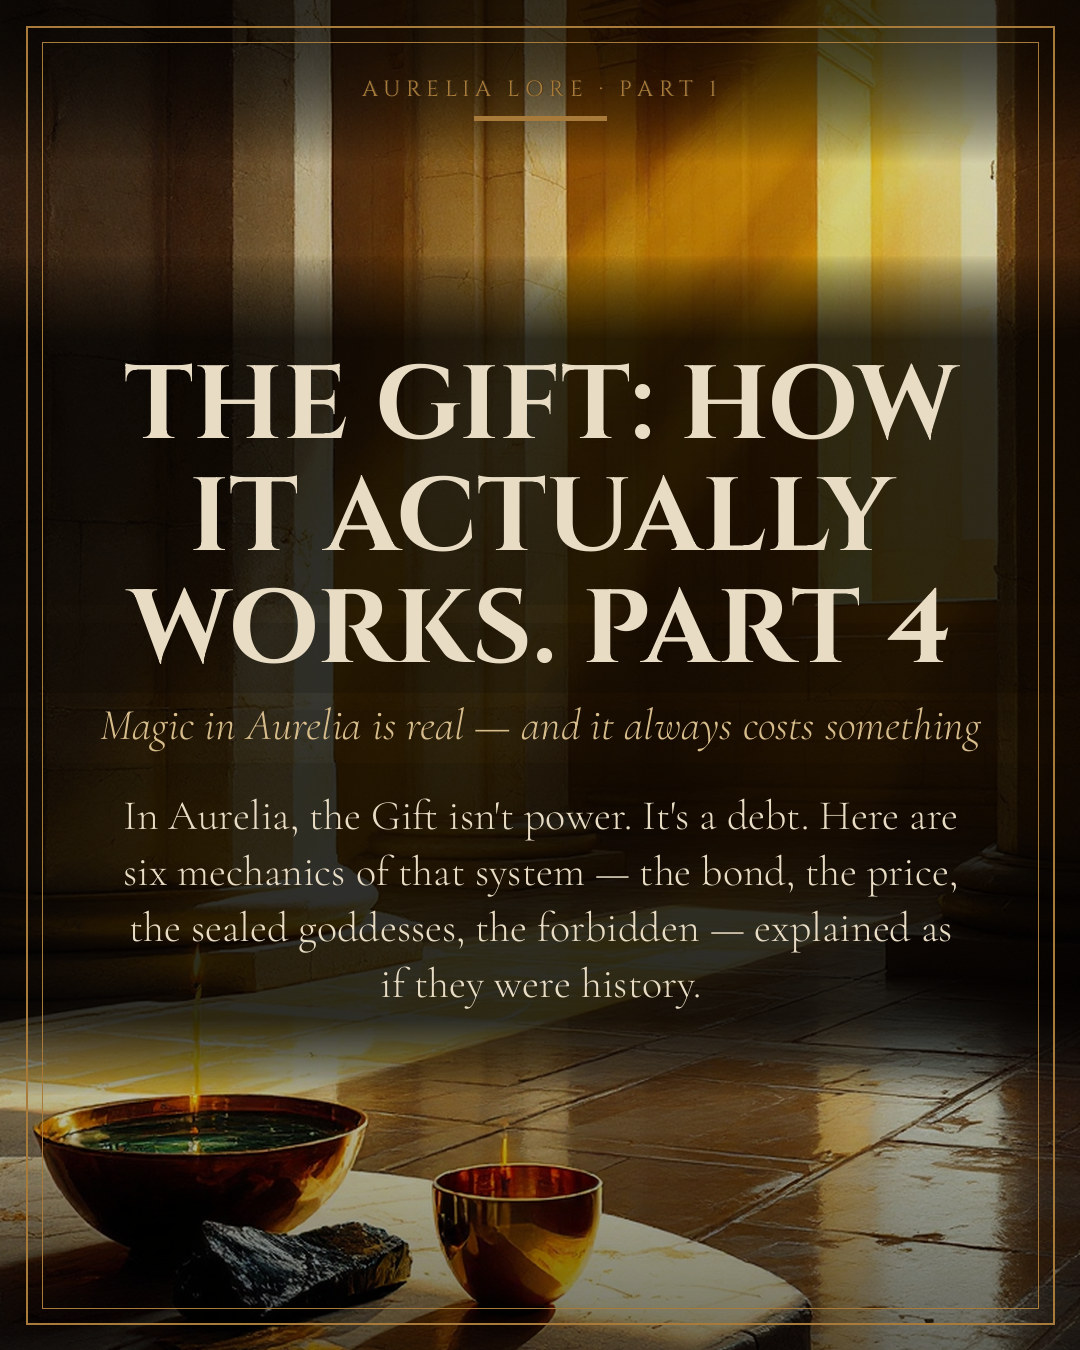 AURELIA LORE · PART 1
THE GIFT: HOW
IT ACTUALLY
WORKS. PART 4
Magic in Aurelia is real — and it always costs something
In Aurelia, the Gift isn't power. It's a debt. Here are
six mechanics of that system — the bond, the price,
the sealed goddesses, the forbidden — explained as
if they were history.